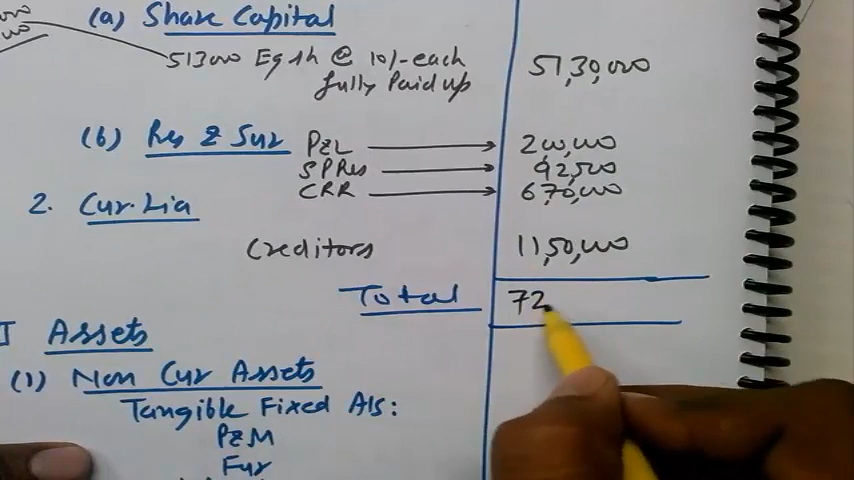 (a) Share Capital
513000 Eq sh @ 10/- each
fully Paid up 51,30,000
(b) Res & Sur P&L 200,000
SPRes 92,500
CRR 6,70,000
2. Cur. Lia
Creditors 11,50,000
Total 72
I Assets
(1) Non Cur Assets
Tangible Fixed A/s:
P&M
Fur